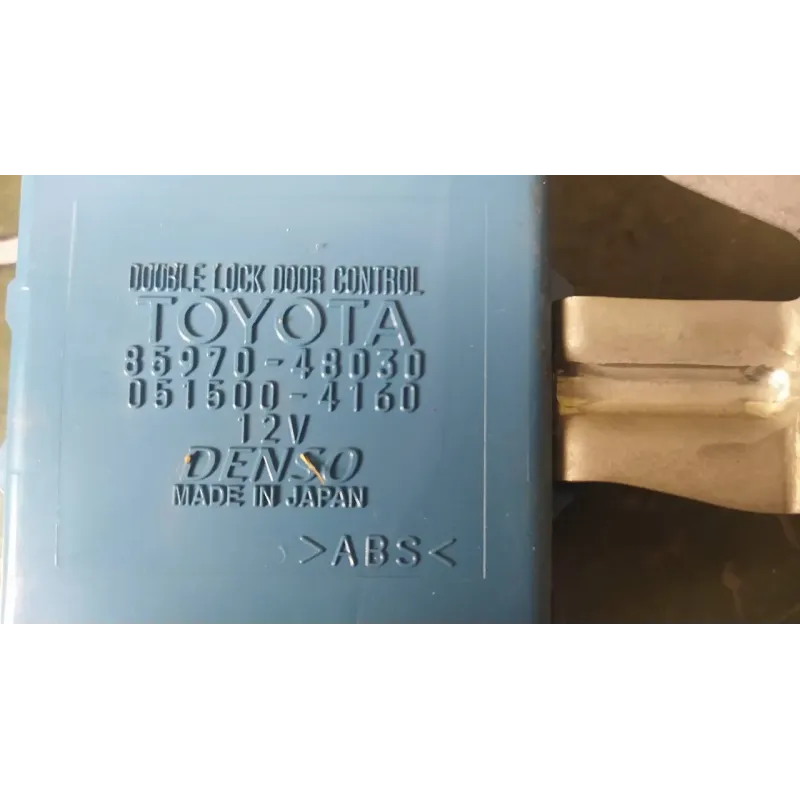 DOUBLE LOCK DOOR CONTROL
TOYOTA
85970-48030
051500-4160
12V
DENSO
MADE IN JAPAN
>ABS<